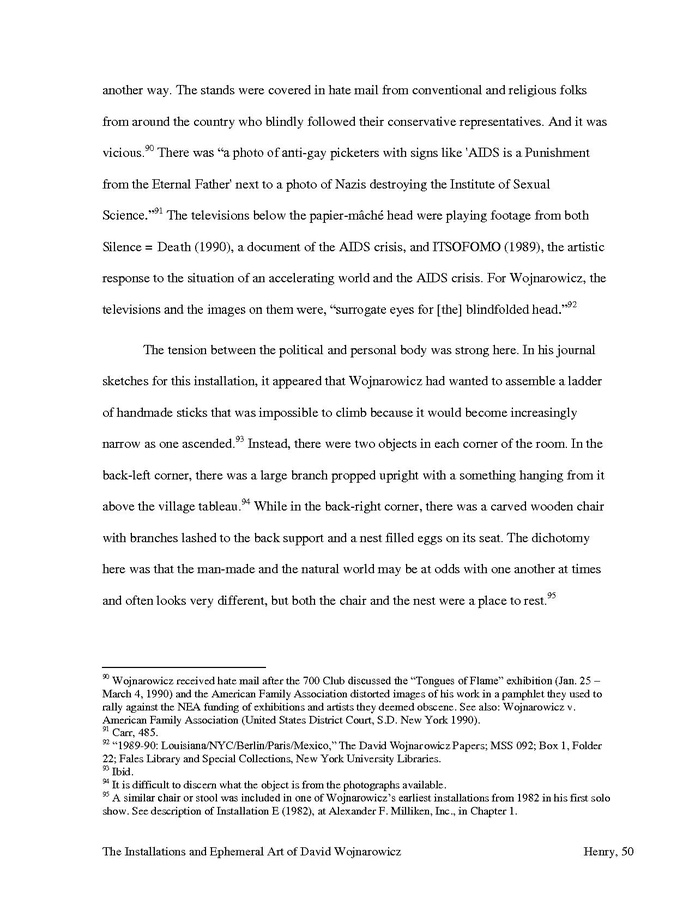 another way. The stands were covered in hate mail from conventional and religious folks
from around the country who blindly followed their conservative representatives. And it was
vicious.90 There was “a photo of anti-gay picketers with signs like 'AIDS is a Punishment
from the Eternal Father' next to a photo of Nazis destroying the Institute of Sexual
Science.”91 The televisions below the papier-mâché head were playing footage from both
Silence = Death (1990), a document of the AIDS crisis, and ITSOFOMO (1989), the artistic
response to the situation of an accelerating world and the AIDS crisis. For Wojnarowicz, the
televisions and the images on them were, “surrogate eyes for [the] blindfolded head.”92
The tension between the political and personal body was strong here. In his journal
sketches for this installation, it appeared that Wojnarowicz had wanted to assemble a ladder
of handmade sticks that was impossible to climb because it would become increasingly
narrow as one ascended.93 Instead, there were two objects in each corner of the room. In the
back-left corner, there was a large branch propped upright with a something hanging from it
above the village tableau.94 While in the back-right corner, there was a carved wooden chair
with branches lashed to the back support and a nest filled eggs on its seat. The dichotomy
here was that the man-made and the natural world may be at odds with one another at times
and often looks very different, but both the chair and the nest were a place to rest.95
90 Wojnarowicz received hate mail after the 700 Club discussed the “Tongues of Flame” exhibition (Jan. 25 –
March 4, 1990) and the American Family Association distorted images of his work in a pamphlet they used to
rally against the NEA funding of exhibitions and artists they deemed obscene. See also: Wojnarowicz v.
American Family Association (United States District Court, S.D. New York 1990).
91 Carr, 485.
92 “1989-90: Louisiana/NYC/Berlin/Paris/Mexico,” The David Wojnarowicz Papers; MSS 092; Box 1, Folder
22; Fales Library and Special Collections, New York University Libraries.
93 Ibid.
94 It is difficult to discern what the object is from the photographs available.
95 A similar chair or stool was included in one of Wojnarowicz’s earliest installations from 1982 in his first solo
show. See description of Installation E (1982), at Alexander F. Milliken, Inc., in Chapter 1.
The Installations and Ephemeral Art of David Wojnarowicz
Henry, 50